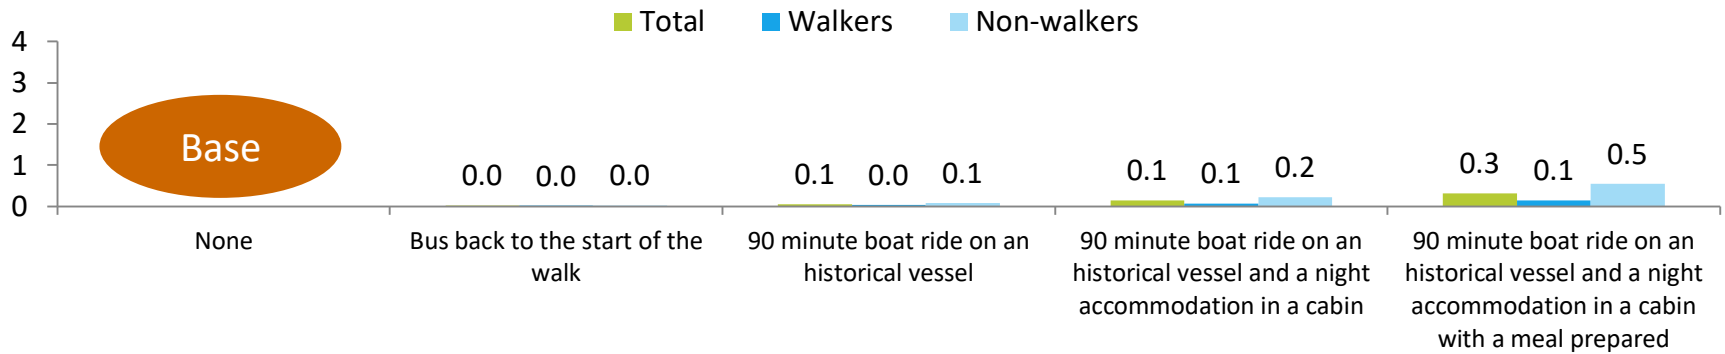 Total Walkers Non-walkers
4
3
2
1
0
Base
0.0 0.0 0.0
0.1 0.0 0.1
0.1 0.1 0.2
0.3 0.1 0.5
None
Bus back to the start of the
walk
90 minute boat ride on an
historical vessel
90 minute boat ride on an
historical vessel and a night
accommodation in a cabin
90 minute boat ride on an
historical vessel and a night
accommodation in a cabin
with a meal prepared